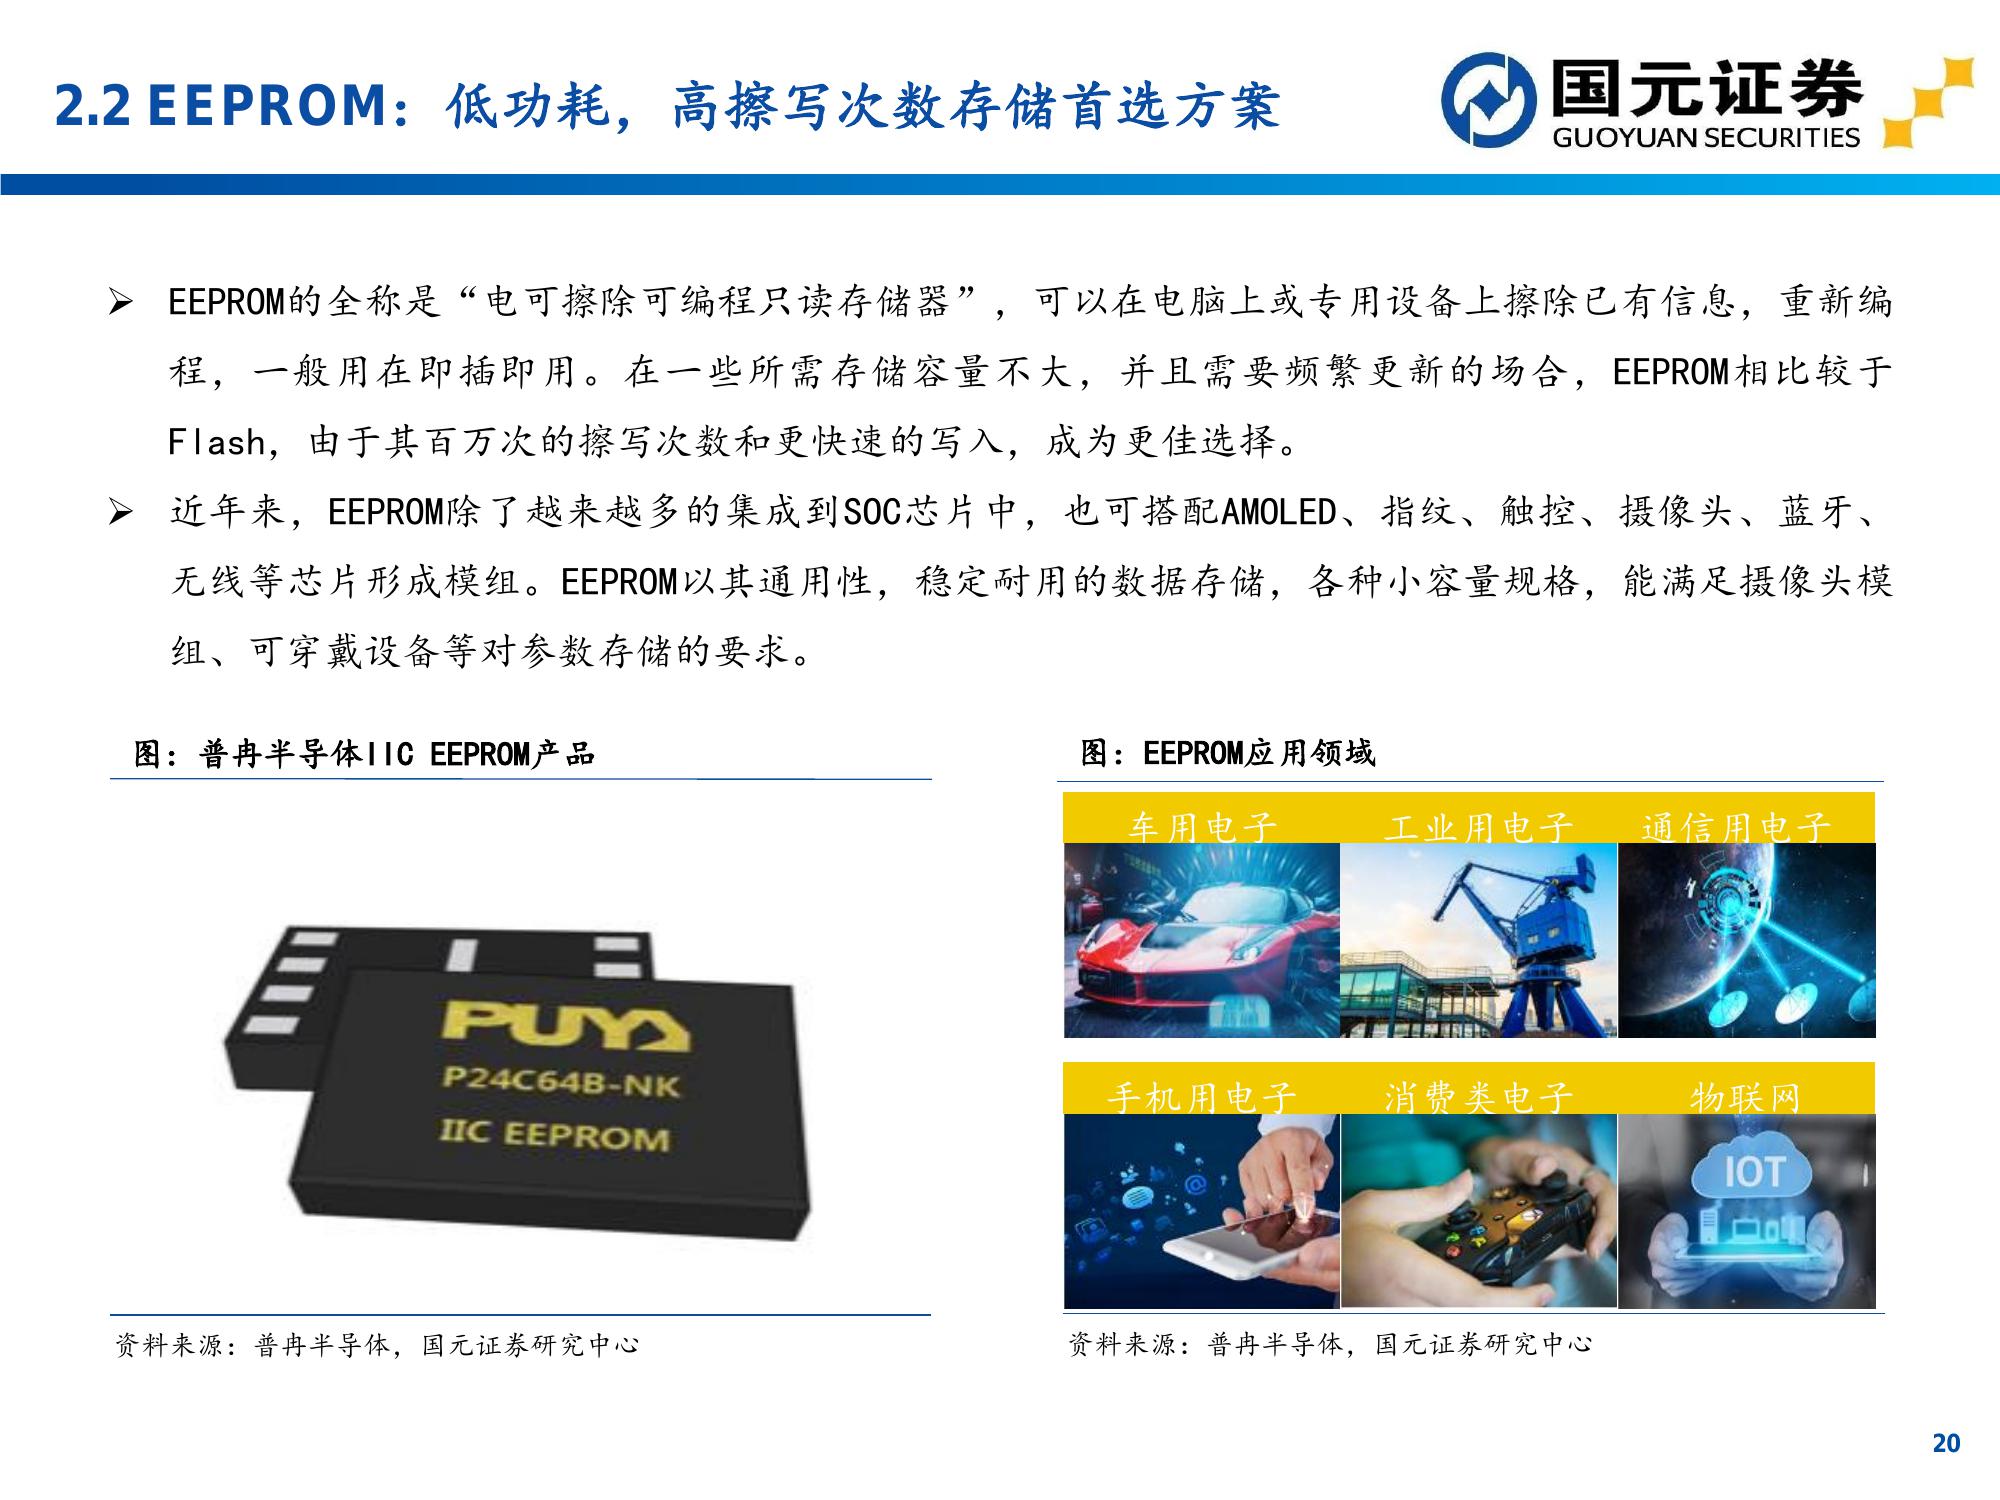 2.2 EEPROM：低功耗，高擦写次数存储首选方案
国元证券
GUOYUAN SECURITIES
➢ EEPROM的全称是“电可擦除可编程只读存储器”，可以在电脑上或专用设备上擦除已有信息，重新编
程，一般用在即插即用。在一些所需存储容量不大，并且需要频繁更新的场合，EEPROM相比较于
Flash，由于其百万次的擦写次数和更快速的写入，成为更佳选择。
➢ 近年来，EEPROM除了越来越多的集成到SOC芯片中，也可搭配AMOLED、指纹、触控、摄像头、蓝牙、
无线等芯片形成模组。EEPROM以其通用性，稳定耐用的数据存储，各种小容量规格，能满足摄像头模
组、可穿戴设备等对参数存储的要求。
图：普冉半导体IIC EEPROM产品
PUYA
P24C64B-NK
IIC EEPROM
资料来源：普冉半导体，国元证券研究中心
图：EEPROM应用领域
车用电子 工业用电子 通信用电子
手机用电子 消费类电子 物联网
IOT
资料来源：普冉半导体，国元证券研究中心
20